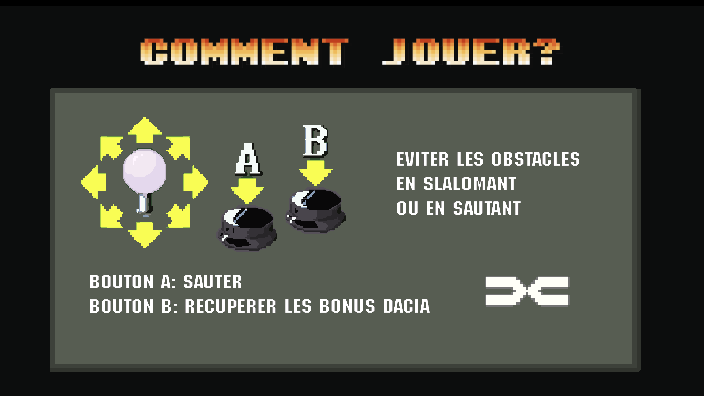 COMMENT JOUER?
A
B
EVITER LES OBSTACLES
EN SLALOMANT
OU EN SAUTANT
BOUTON A: SAUTER
BOUTON B: RECUPERER LES BONUS DACIA